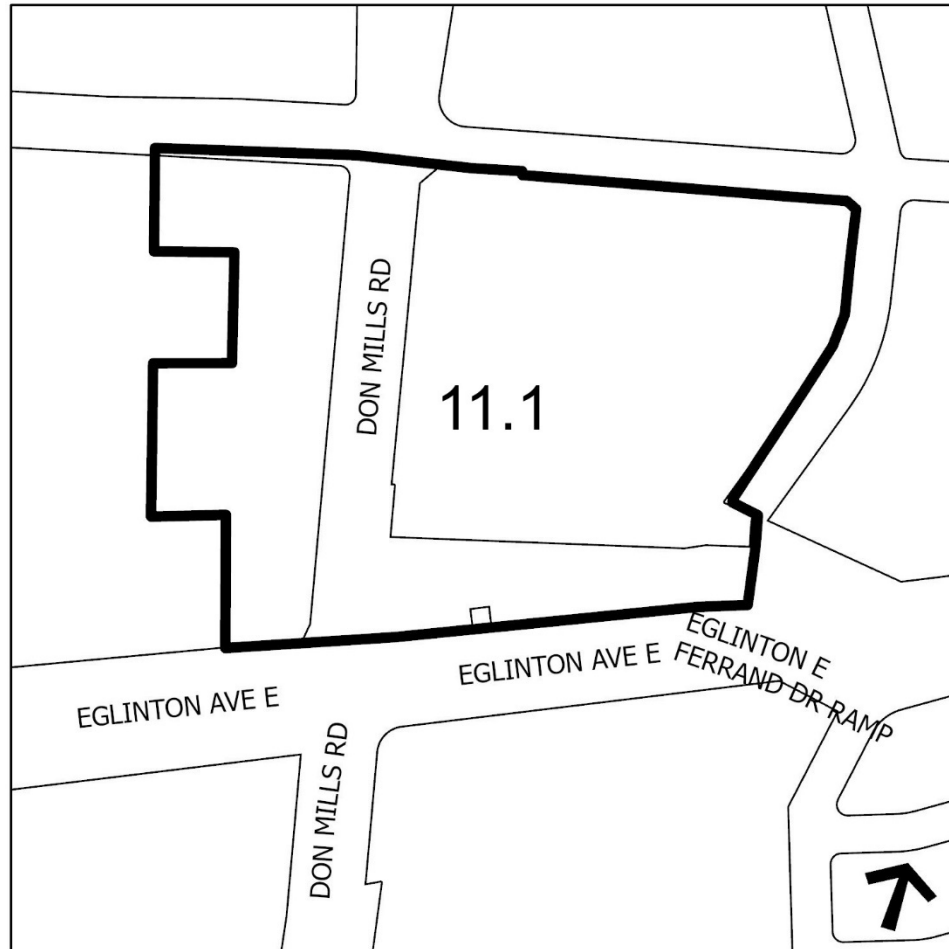 DON MILLS RD
11.1
EGLINTON AVE E
EGLINTON AVE E
EGLINTON E
FERRAND DR RAMP
DON MILLS RD